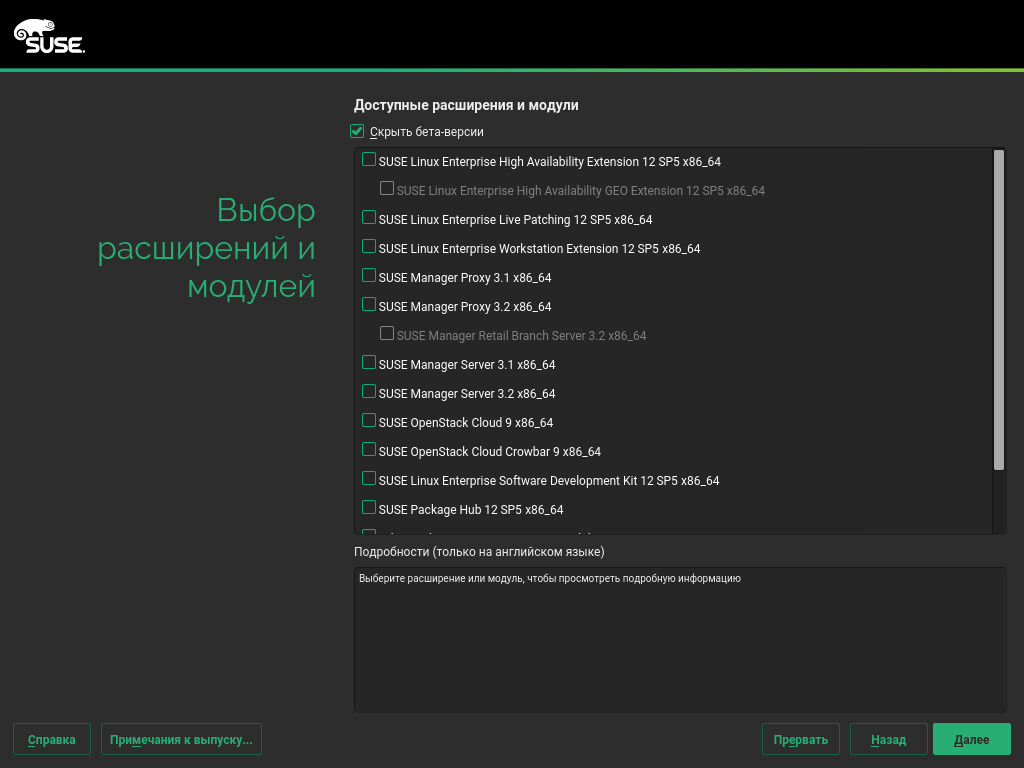 SUSE
Доступные расширения и модули
Скрыть бета-версии
SUSE Linux Enterprise High Availability Extension 12 SP5 x86_64
SUSE Linux Enterprise High Availability GEO Extension 12 SP5 x86_64
SUSE Linux Enterprise Live Patching 12 SP5 x86_64
SUSE Linux Enterprise Workstation Extension 12 SP5 x86_64
SUSE Manager Proxy 3.1 x86_64
SUSE Manager Proxy 3.2 x86_64
SUSE Manager Retail Branch Server 3.2 x86_64
SUSE Manager Server 3.1 x86_64
SUSE Manager Server 3.2 x86_64
SUSE OpenStack Cloud 9 x86_64
SUSE OpenStack Cloud Crowbar 9 x86_64
SUSE Linux Enterprise Software Development Kit 12 SP5 x86_64
SUSE Package Hub 12 SP5 x86_64
Выбор
расширений и
модулей
Подробности (только на английском языке)
Выберите расширение или модуль, чтобы просмотреть подробную информацию
Справка
Примечания к выпуску...
Прервать
Назад
Далее